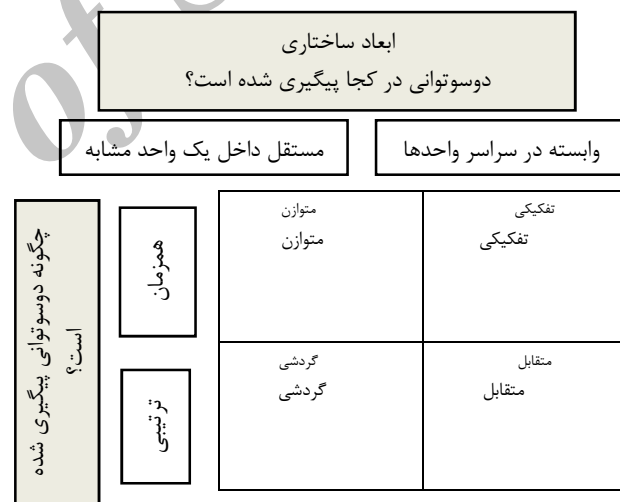 ابعاد ساختاری
دوسوتوانی در کجا پیگیری شده است؟
وابسته در سراسر واحدها
مستقل داخل یک واحد مشابه
چگونه دوسوتوانی پیگیری شده
است؟
همزمان
تفکیکی
تفکیکی
متوازن
متوازن
ترتیبی
متقابل
متقابل
گردشی
گردشی
of